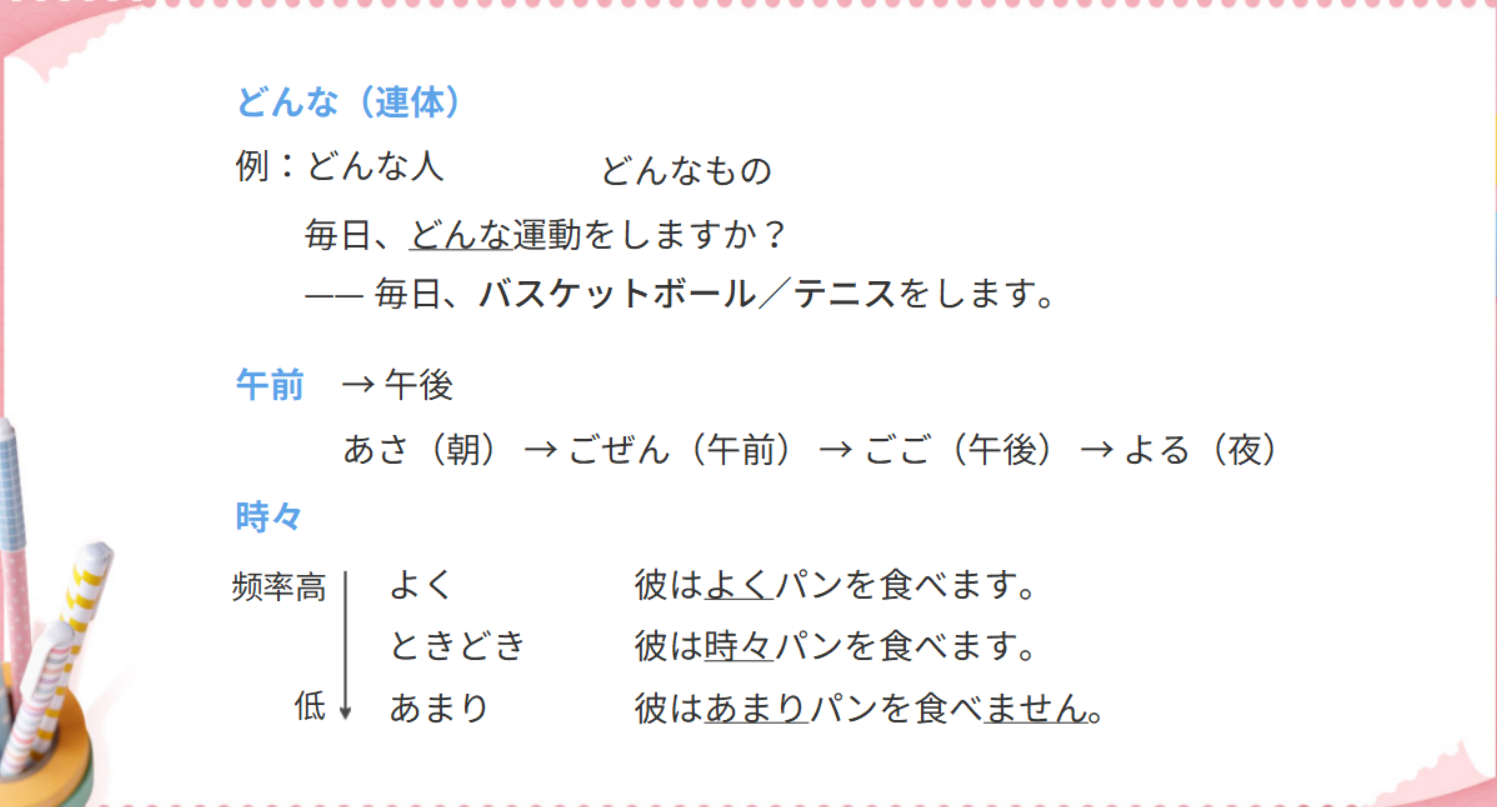 どんな（連体）
例：どんな人 どんなもの
毎日、どんな運動をしますか？
—— 毎日、バスケットボール／テニスをします。
午前 → 午後
あさ（朝） → ごぜん（午前） → ごご（午後） → よる（夜）
時々
频率高 よく 彼はよくパンを食べます。
ときどき 彼は時々パンを食べます。
低 あまり 彼はあまりパンを食べません。